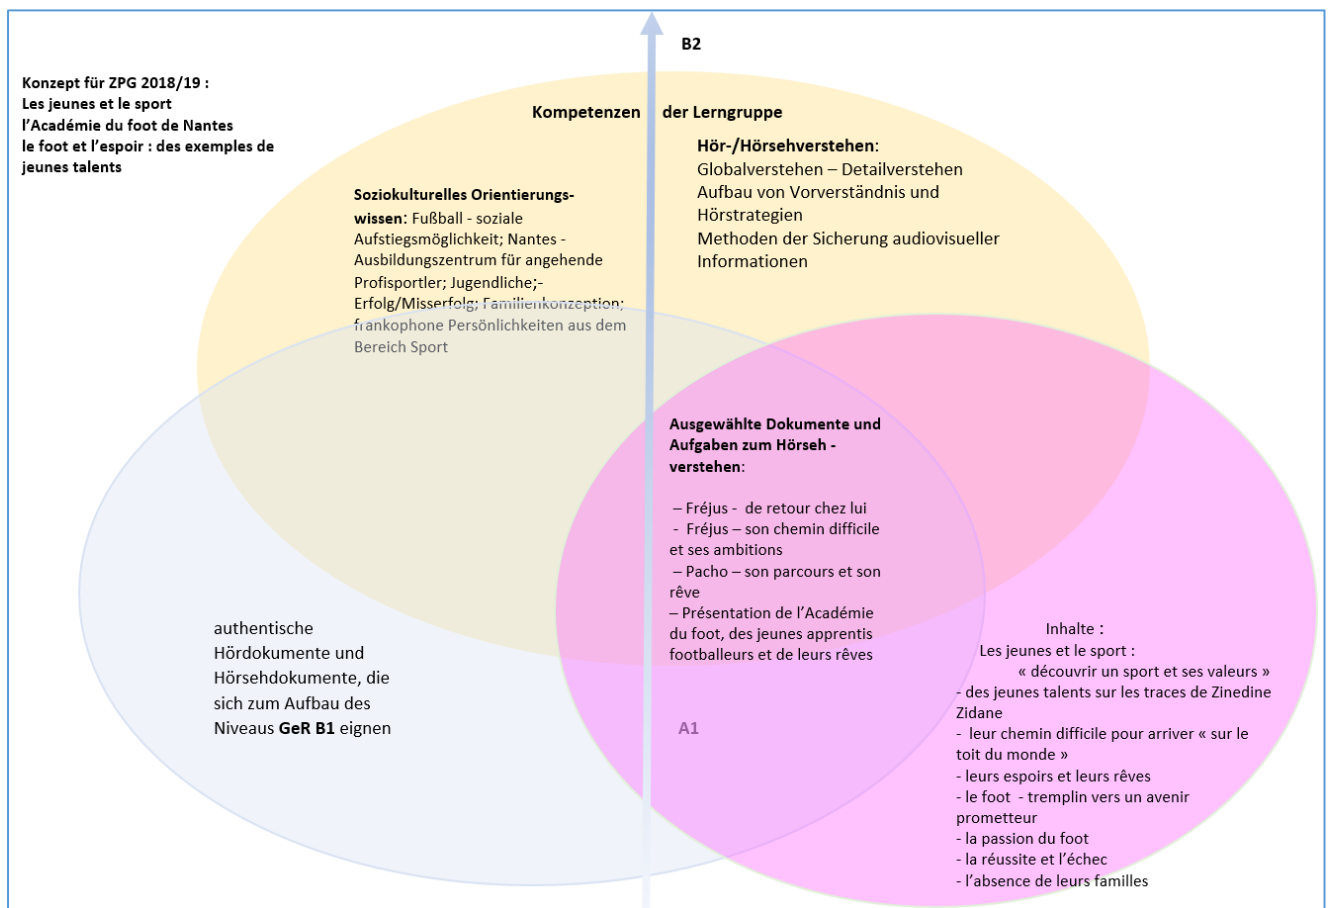 B2
Konzept für ZPG 2018/19 :
Les jeunes et le sport
l’Académie du foot de Nantes
le foot et l’espoir : des exemples de
jeunes talents
Kompetenzen der Lerngruppe
Hör-/Hörsehverstehen:
Globalverstehen – Detailverstehen
Aufbau von Vorverständnis und
Hörstrategien
Methoden der Sicherung audiovisueller
Informationen
Soziokulturelles Orientierungs-
wissen: Fußball - soziale
Aufstiegsmöglichkeit; Nantes -
Ausbildungszentrum für angehende
Profisportler; Jugendliche;-
Erfolg/Misserfolg; Familienkonzeption;
frankophone Persönlichkeiten aus dem
Bereich Sport
Ausgewählte Dokumente und
Aufgaben zum Hörseh -
verstehen:
– Fréjus - de retour chez lui
- Fréjus – son chemin difficile
et ses ambitions
– Pacho – son parcours et son
rêve
– Présentation de l’Académie
du foot, des jeunes apprentis
footballeurs et de leurs rêves
authentische
Hördokumente und
Hörsehdokumente, die
sich zum Aufbau des
Niveaus GeR B1 eignen
A1
Inhalte :
Les jeunes et le sport :
« découvrir un sport et ses valeurs »
- des jeunes talents sur les traces de Zinedine
Zidane
- leur chemin difficile pour arriver « sur le
toit du monde »
- leurs espoirs et leurs rêves
- le foot - tremplin vers un avenir
prometteur
- la passion du foot
- la réussite et l’échec
- l’absence de leurs familles